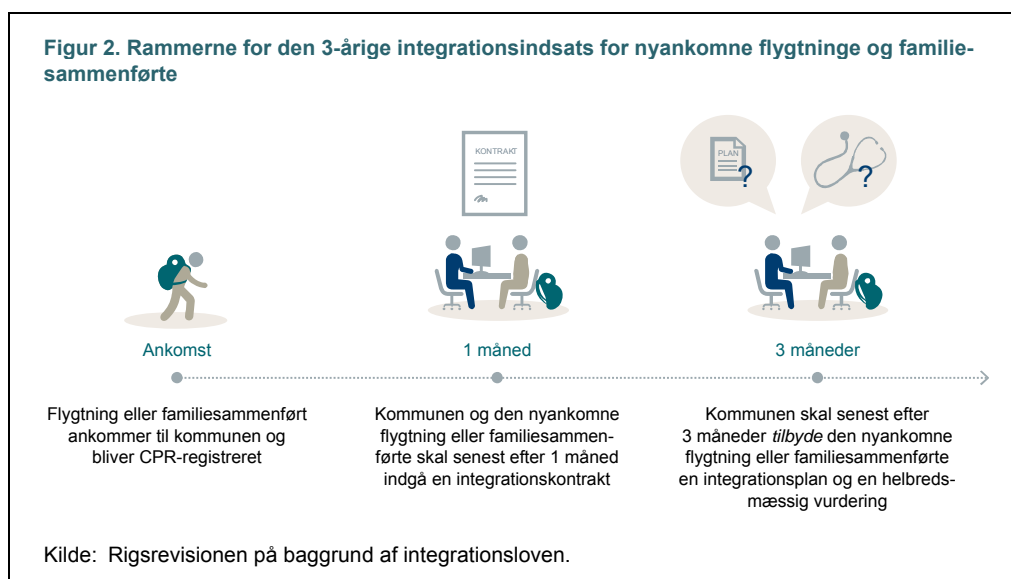 Figur 2. Rammerne for den 3-årige integrationsindsats for nyankomne flygtninge og familie-
sammenførte
KONTRAKT
PLAN
?
?
Ankomst
1 måned
3 måneder
Flygtning eller familiesammenført
ankommer til kommunen og
bliver CPR-registreret
Kommunen og den nyankomne
flygtning eller familiesammen-
førte skal senest efter 1 måned
indgå en integrationskontrakt
Kommunen skal senest efter
3 måneder tilbyde den nyankomne
flygtning eller familiesammenførte
en integrationsplan og en helbreds-
mæssig vurdering
Kilde: Rigsrevisionen på baggrund af integrationsloven.